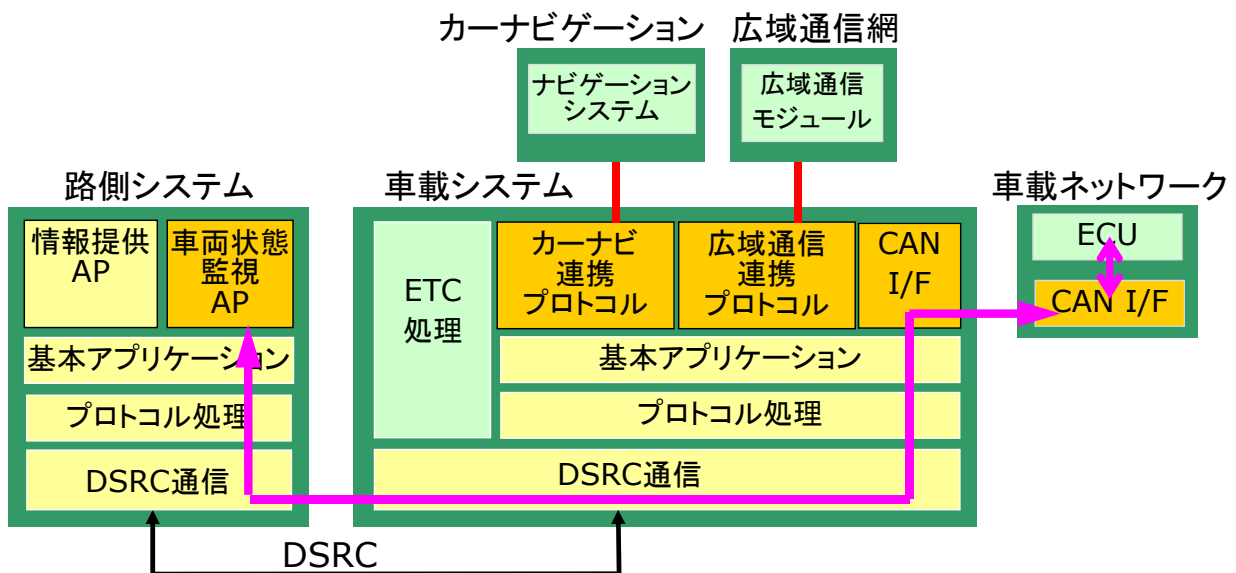 カーナビゲーション
広域通信網
ナビゲーション
システム
広域通信
モジュール
路側システム
車載システム
車載ネットワーク
情報提供
AP
車両状態
監視
AP
基本アプリケーション
プロトコル処理
DSRC通信
ETC
処理
カーナビ
連携
プロトコル
広域通信
連携
プロトコル
CAN
I/F
基本アプリケーション
プロトコル処理
DSRC通信
ECU
CAN I/F
DSRC